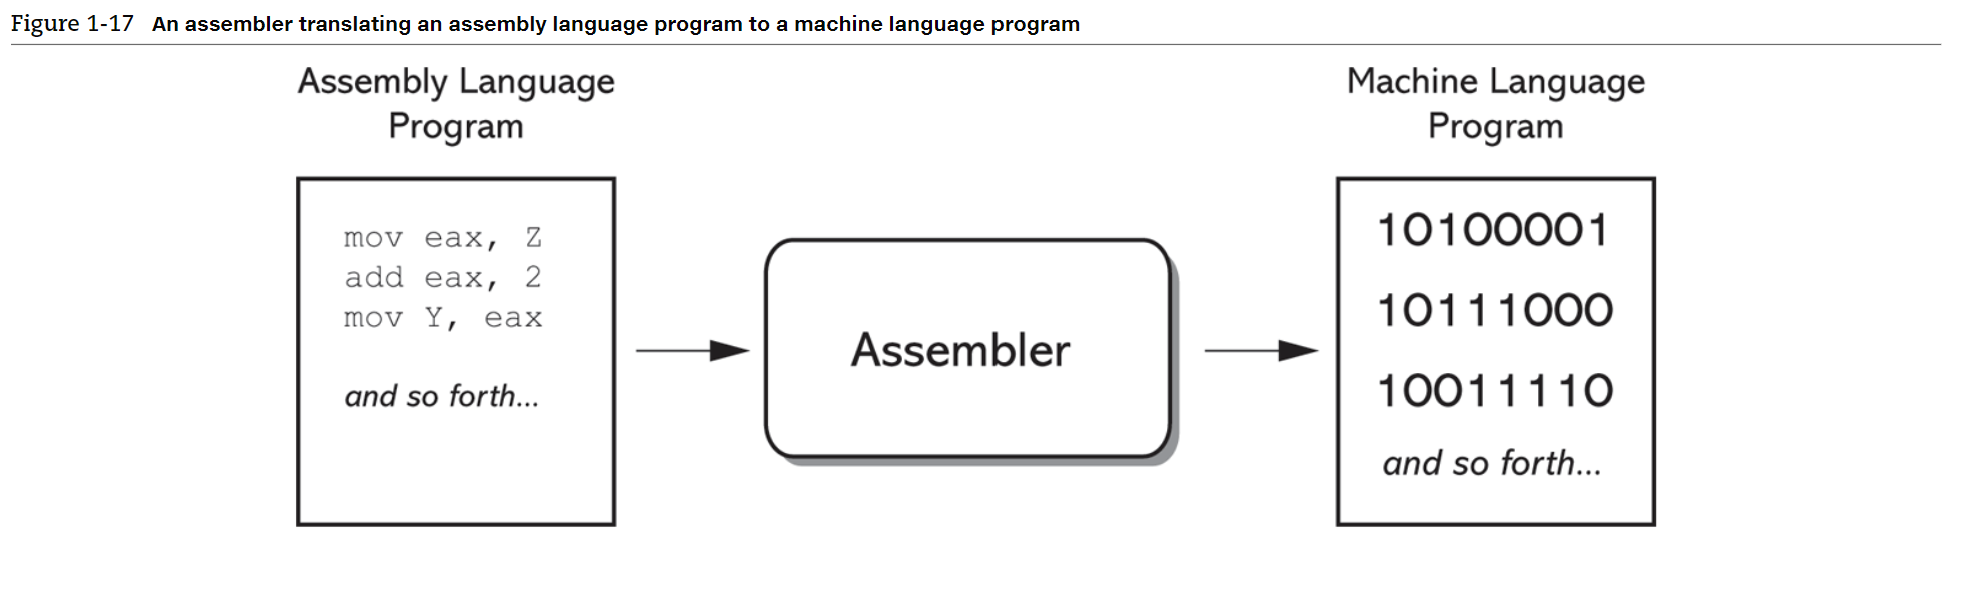 Figure 1-17 An assembler translating an assembly language program to a machine language program
Assembly Language
Program
mov eax, Z
add eax, 2
mov Y, eax
and so forth...
Assembler
Machine Language
Program
10100001
10111000
10011110
and so forth...